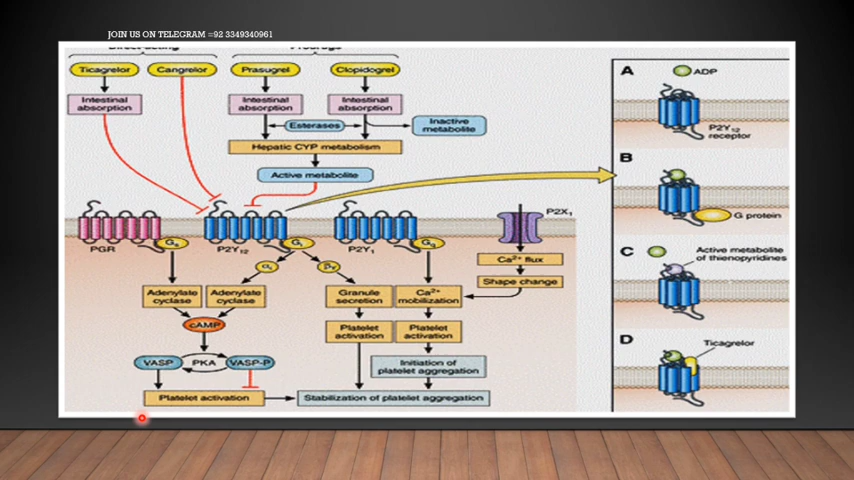 JOIN US ON TELEGRAM =92 3349340961
Ticagrelor
Cangrelor
Prasugrel
Clopidogrel
Intestinal
absorption
Intestinal
absorption
Intestinal
absorption
Esterases
Inactive
metabolite
Hepatic CYP metabolism
Active metabolite
PGR
Gs
P2Y12
Gi
P2Y1
Gq
P2X1
αi
βγ
Ca2+ flux
Shape change
Adenylate
cyclase
Adenylate
cyclase
Granule
secretion
Ca2+
mobilization
cAMP
Platelet
activation
Platelet
activation
VASP
PKA
VASP-P
Initiation of
platelet aggregation
Platelet activation
Stabilization of platelet aggregation
A
ADP
P2Y12
receptor
B
G protein
C
Active metabolite
of thienopyridines
D
Ticagrelor